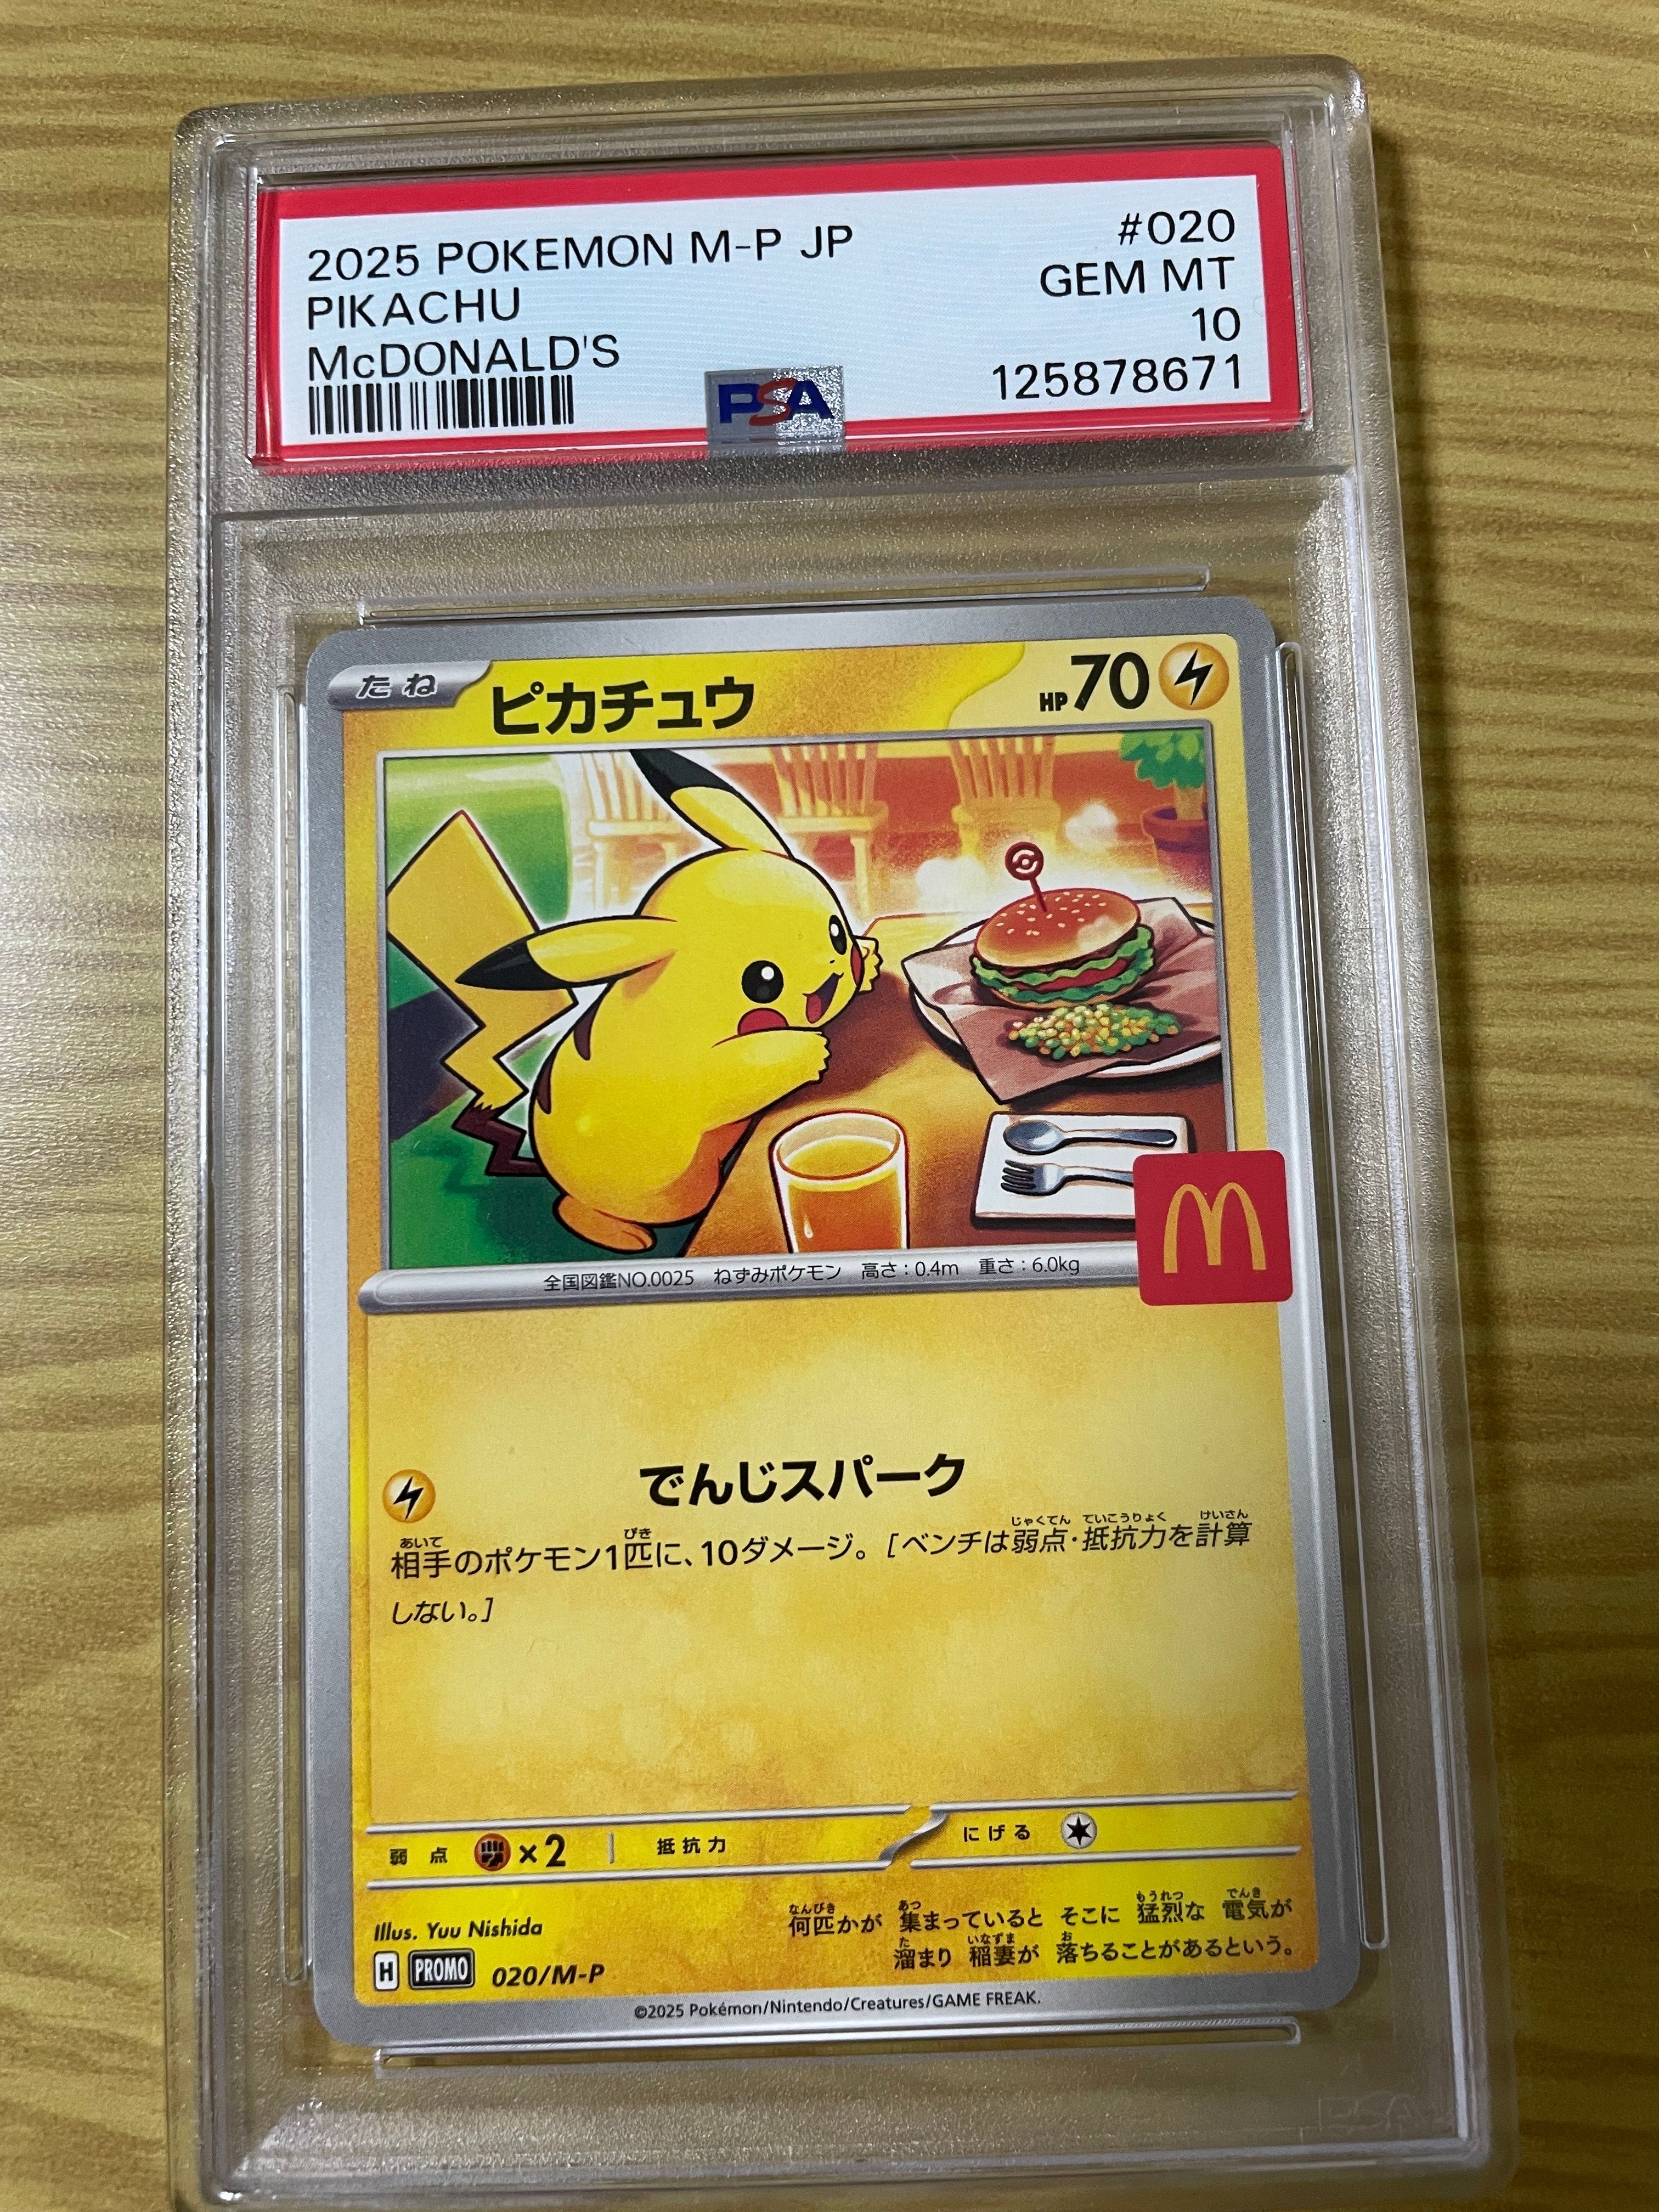 2025 POKEMON M-P JP #020
PIKACHU GEM MT
McDONALD'S 10
PSA 125878671
たね ピカチュウ HP70
M
全国図鑑NO.0025 ねずみポケモン 高さ:0.4m 重さ:6.0kg
でんじスパーク
あいて びき じゃくてん ていこうりょく けいさん
相手のポケモン1匹に、10ダメージ。[ベンチは弱点・抵抗力を計算
しない。]
弱点 ×2 抵抗力 にげる
Illus. Yuu Nishida
なんびき あつ もうれつ でんき
何匹かが 集まっていると そこに 猛烈な 電気が
た いなずま お
溜まり 稲妻が 落ちることがあるという。
H PROMO 020/M-P
©2025 Pokémon/Nintendo/Creatures/GAME FREAK.
PSA